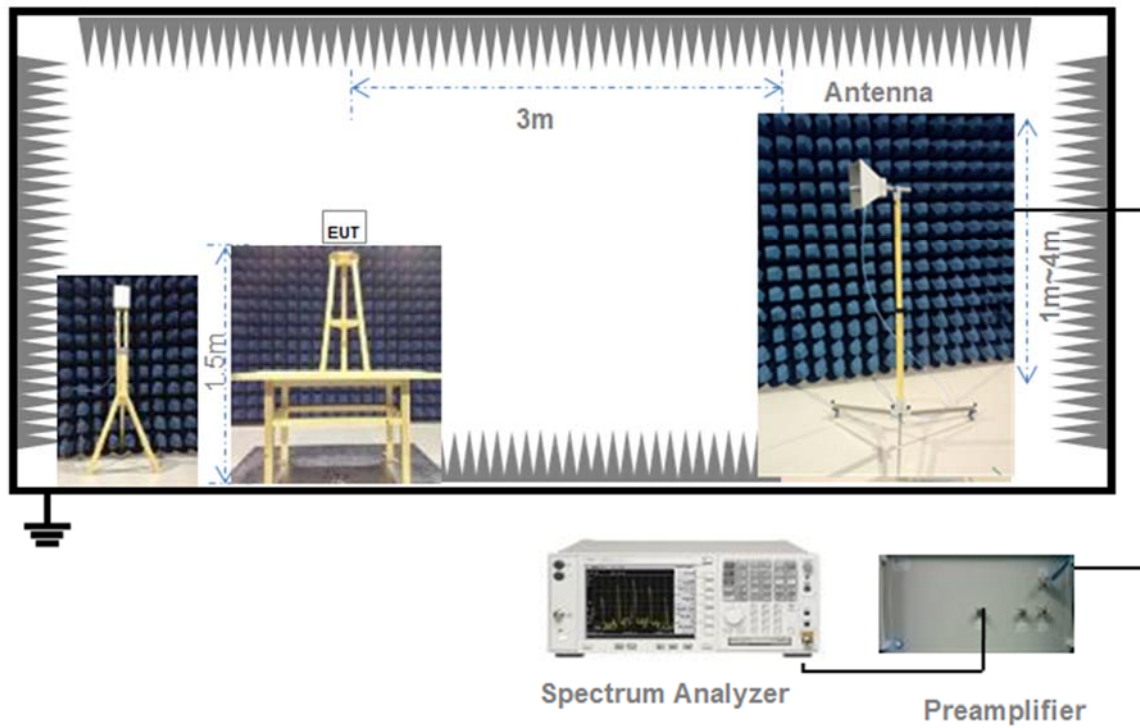 Antenna
3m
EUT
1.5m
1m~4m
Spectrum Analyzer
Preamplifier